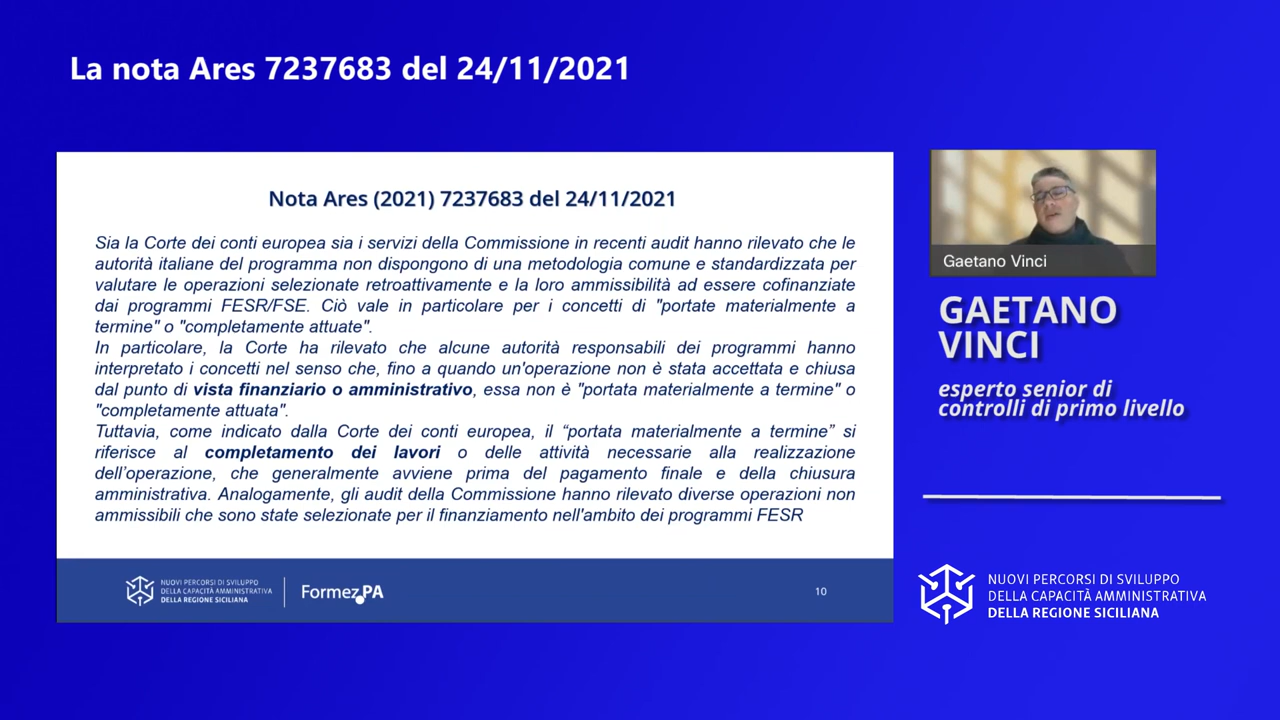 La nota Ares 7237683 del 24/11/2021
Nota Ares (2021) 7237683 del 24/11/2021
Sia la Corte dei conti europea sia i servizi della Commissione in recenti audit hanno rilevato che le
autorità italiane del programma non dispongono di una metodologia comune e standardizzata per
valutare le operazioni selezionate retroattivamente e la loro ammissibilità ad essere cofinanziate
dai programmi FESR/FSE. Ciò vale in particolare per i concetti di "portate materialmente a
termine" o "completamente attuate".
In particolare, la Corte ha rilevato che alcune autorità responsabili dei programmi hanno
interpretato i concetti nel senso che, fino a quando un'operazione non è stata accettata e chiusa
dal punto di vista finanziario o amministrativo, essa non è "portata materialmente a termine" o
"completamente attuata".
Tuttavia, come indicato dalla Corte dei conti europea, il “portata materialmente a termine” si
riferisce al completamento dei lavori o delle attività necessarie alla realizzazione
dell’operazione, che generalmente avviene prima del pagamento finale e della chiusura
amministrativa. Analogamente, gli audit della Commissione hanno rilevato diverse operazioni non
ammissibili che sono state selezionate per il finanziamento nell'ambito dei programmi FESR
NUOVI PERCORSI DI SVILUPPO
DELLA CAPACITÀ AMMINISTRATIVA
DELLA REGIONE SICILIANA
Formez PA
10
Gaetano Vinci
GAETANO
VINCI
esperto senior di
controlli di primo livello
NUOVI PERCORSI DI SVILUPPO
DELLA CAPACITÀ AMMINISTRATIVA
DELLA REGIONE SICILIANA